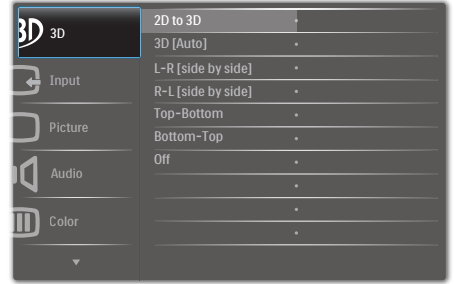 3D 3D
Input
Picture
Audio
Color
2D to 3D
3D [Auto]
L-R [side by side]
R-L [side by side]
Top-Bottom
Bottom-Top
Off